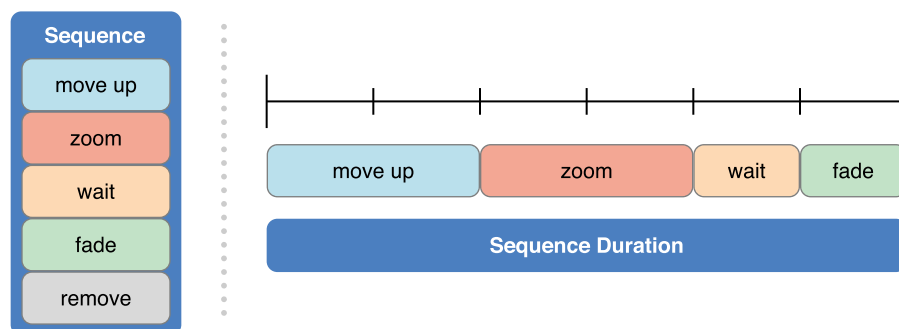 Sequence
move up
zoom
wait
fade
remove
move up zoom wait fade
Sequence Duration